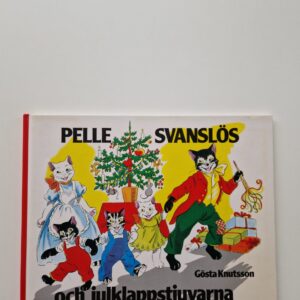 PELLE SVANSLÖS
Gösta Knutsson
och julklappstjuvarna